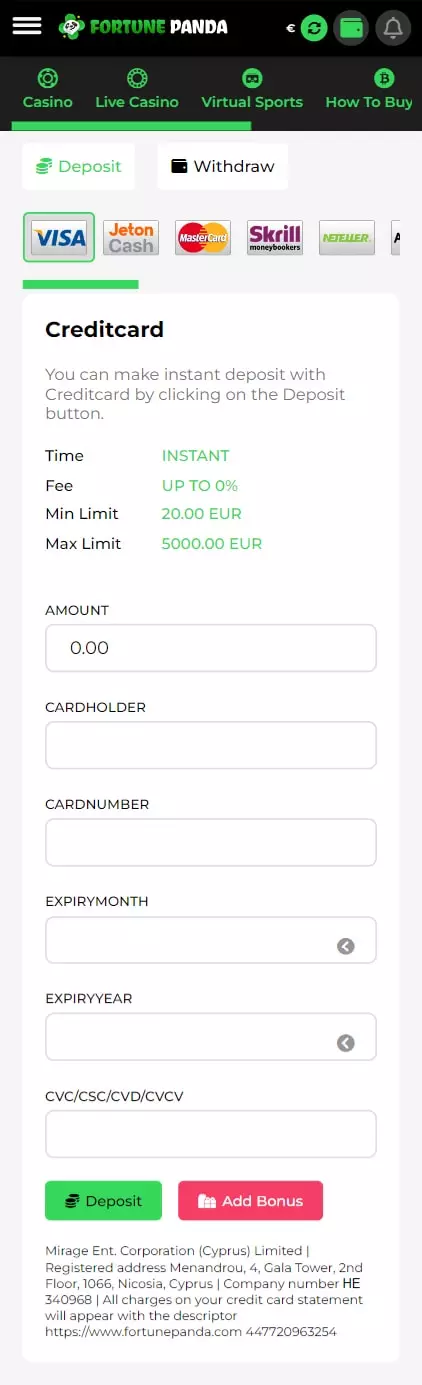 FORTUNE PANDA
€
Casino Live Casino Virtual Sports How To Buy
Deposit Withdraw
VISA Jeton Cash MasterCard Skrill moneybookers NETELLER
Creditcard
You can make instant deposit with
Creditcard by clicking on the Deposit
button.
Time INSTANT
Fee UP TO 0%
Min Limit 20.00 EUR
Max Limit 5000.00 EUR
AMOUNT
0.00
CARDHOLDER
CARDNUMBER
EXPIRYMONTH
EXPIRYYEAR
CVC/CSC/CVD/CVCV
Deposit Add Bonus
Mirage Ent. Corporation (Cyprus) Limited |
Registered address Menandrou, 4, Gala Tower, 2nd
Floor, 1066, Nicosia, Cyprus | Company number HE
340968 | All charges on your credit card statement
will appear with the descriptor
https://www.fortunepanda.com 447720963254